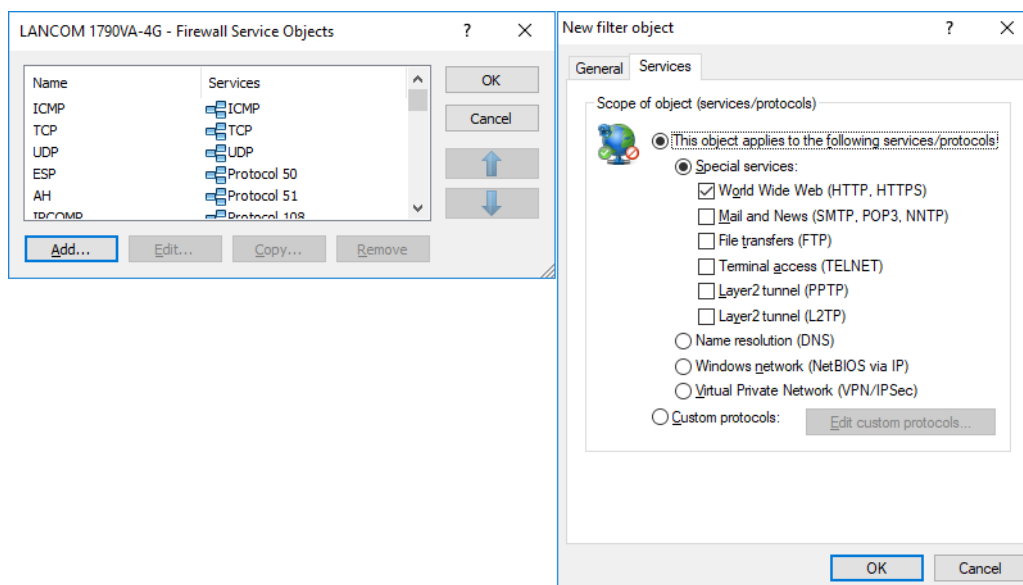 LANCOM 1790VA-4G - Firewall Service Objects
?
Name Services
ICMP ICMP
TCP TCP
UDP UDP
ESP Protocol 50
AH Protocol 51
IPCOMP Protocol 108
OK
Cancel
Add... Edit... Copy... Remove
New filter object
?
General Services
Scope of object (services/protocols)
This object applies to the following services/protocols
Special services:
World Wide Web (HTTP, HTTPS)
Mail and News (SMTP, POP3, NNTP)
File transfers (FTP)
Terminal access (TELNET)
Layer2 tunnel (PPTP)
Layer2 tunnel (L2TP)
Name resolution (DNS)
Windows network (NetBIOS via IP)
Virtual Private Network (VPN/IPSec)
Custom protocols: Edit custom protocols...
OK Cancel